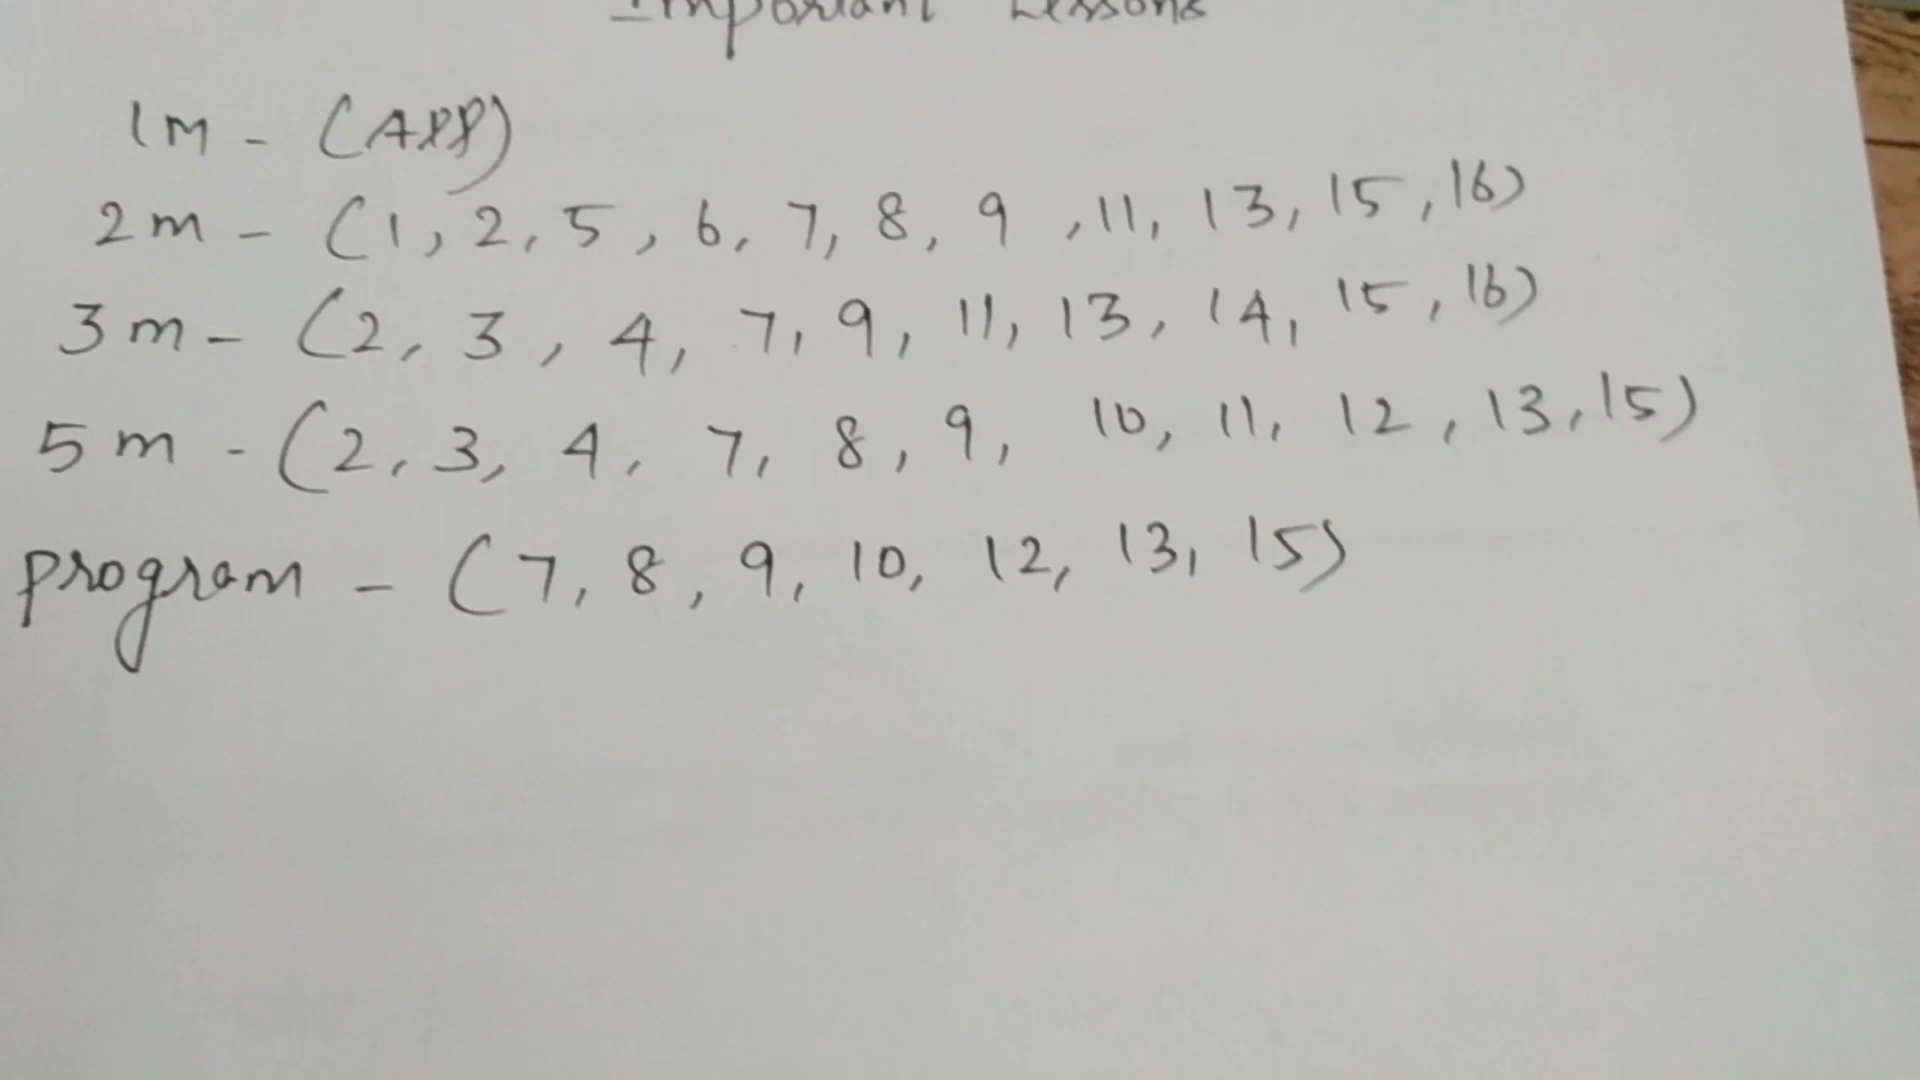 Important Lessons
1M - (All)
2m - (1, 2, 5, 6, 7, 8, 9, 11, 13, 15, 16)
3m - (2, 3, 4, 7, 9, 11, 13, 14, 15, 16)
5m - (2, 3, 4, 7, 8, 9, 10, 11, 12, 13, 15)
program - (7, 8, 9, 10, 12, 13, 15)